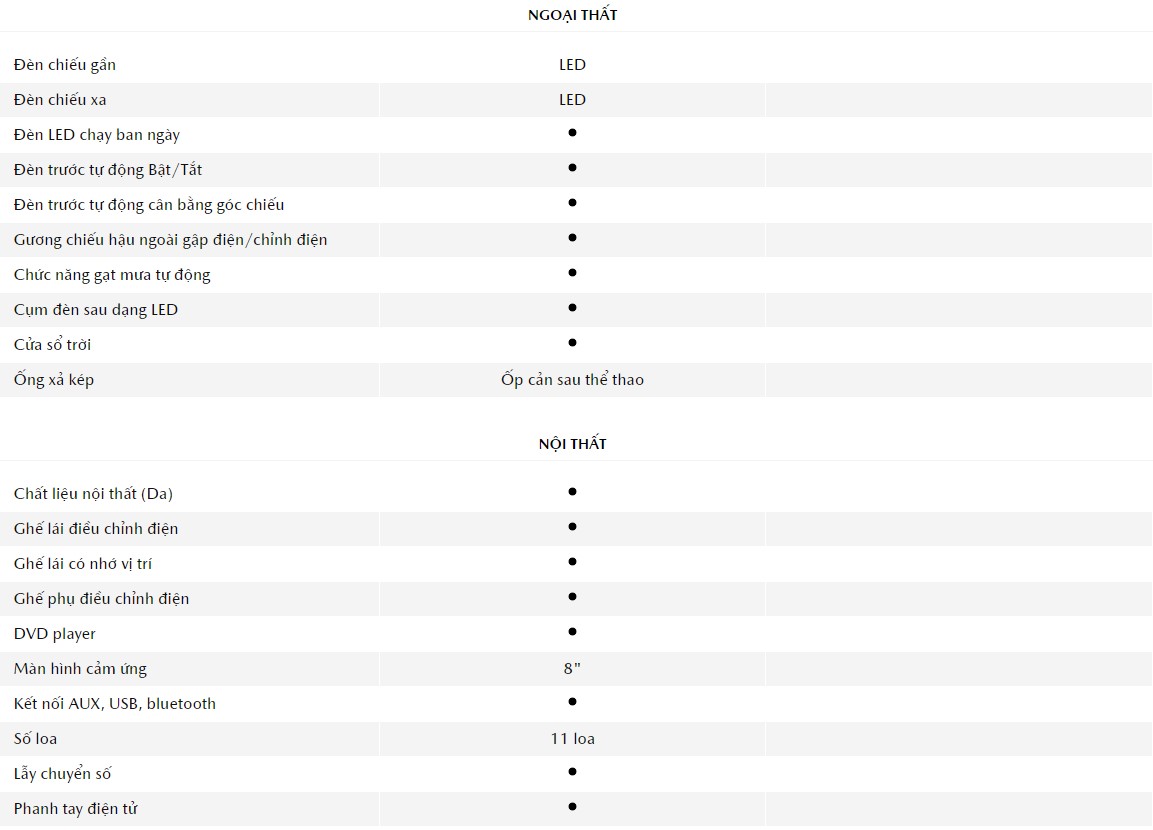 NGOẠI THẤT
Đèn chiếu gần LED
Đèn chiếu xa LED
Đèn LED chạy ban ngày ●
Đèn trước tự động Bật/Tắt ●
Đèn trước tự động cân bằng góc chiếu ●
Gương chiếu hậu ngoài gập điện/chỉnh điện ●
Chức năng gạt mưa tự động ●
Cụm đèn sau dạng LED ●
Cửa sổ trời ●
Ống xả kép Ốp cản sau thể thao
NỘI THẤT
Chất liệu nội thất (Da) ●
Ghế lái điều chỉnh điện ●
Ghế lái có nhớ vị trí ●
Ghế phụ điều chỉnh điện ●
DVD player ●
Màn hình cảm ứng 8"
Kết nối AUX, USB, bluetooth ●
Số loa 11 loa
Lẫy chuyển số ●
Phanh tay điện tử ●